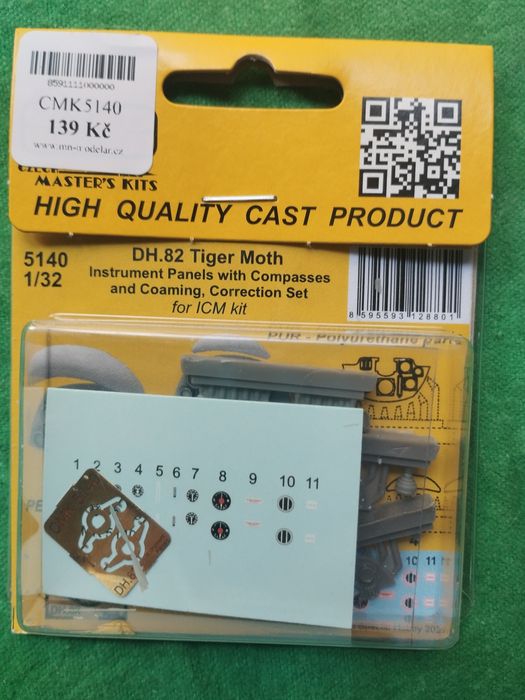 8591111000000
CMK5140
139 Kč
www.mn-modelar.cz
MASTER'S KITS
HIGH QUALITY CAST PRODUCT
5140
1/32
DH.82 Tiger Moth
Instrument Panels with Compasses
and Coaming, Correction Set
for ICM kit
8 595593 128801
PUR - Polyurethane parts
1 2 3 4 5 6 7 8 9 10 11
10 11
DH.8